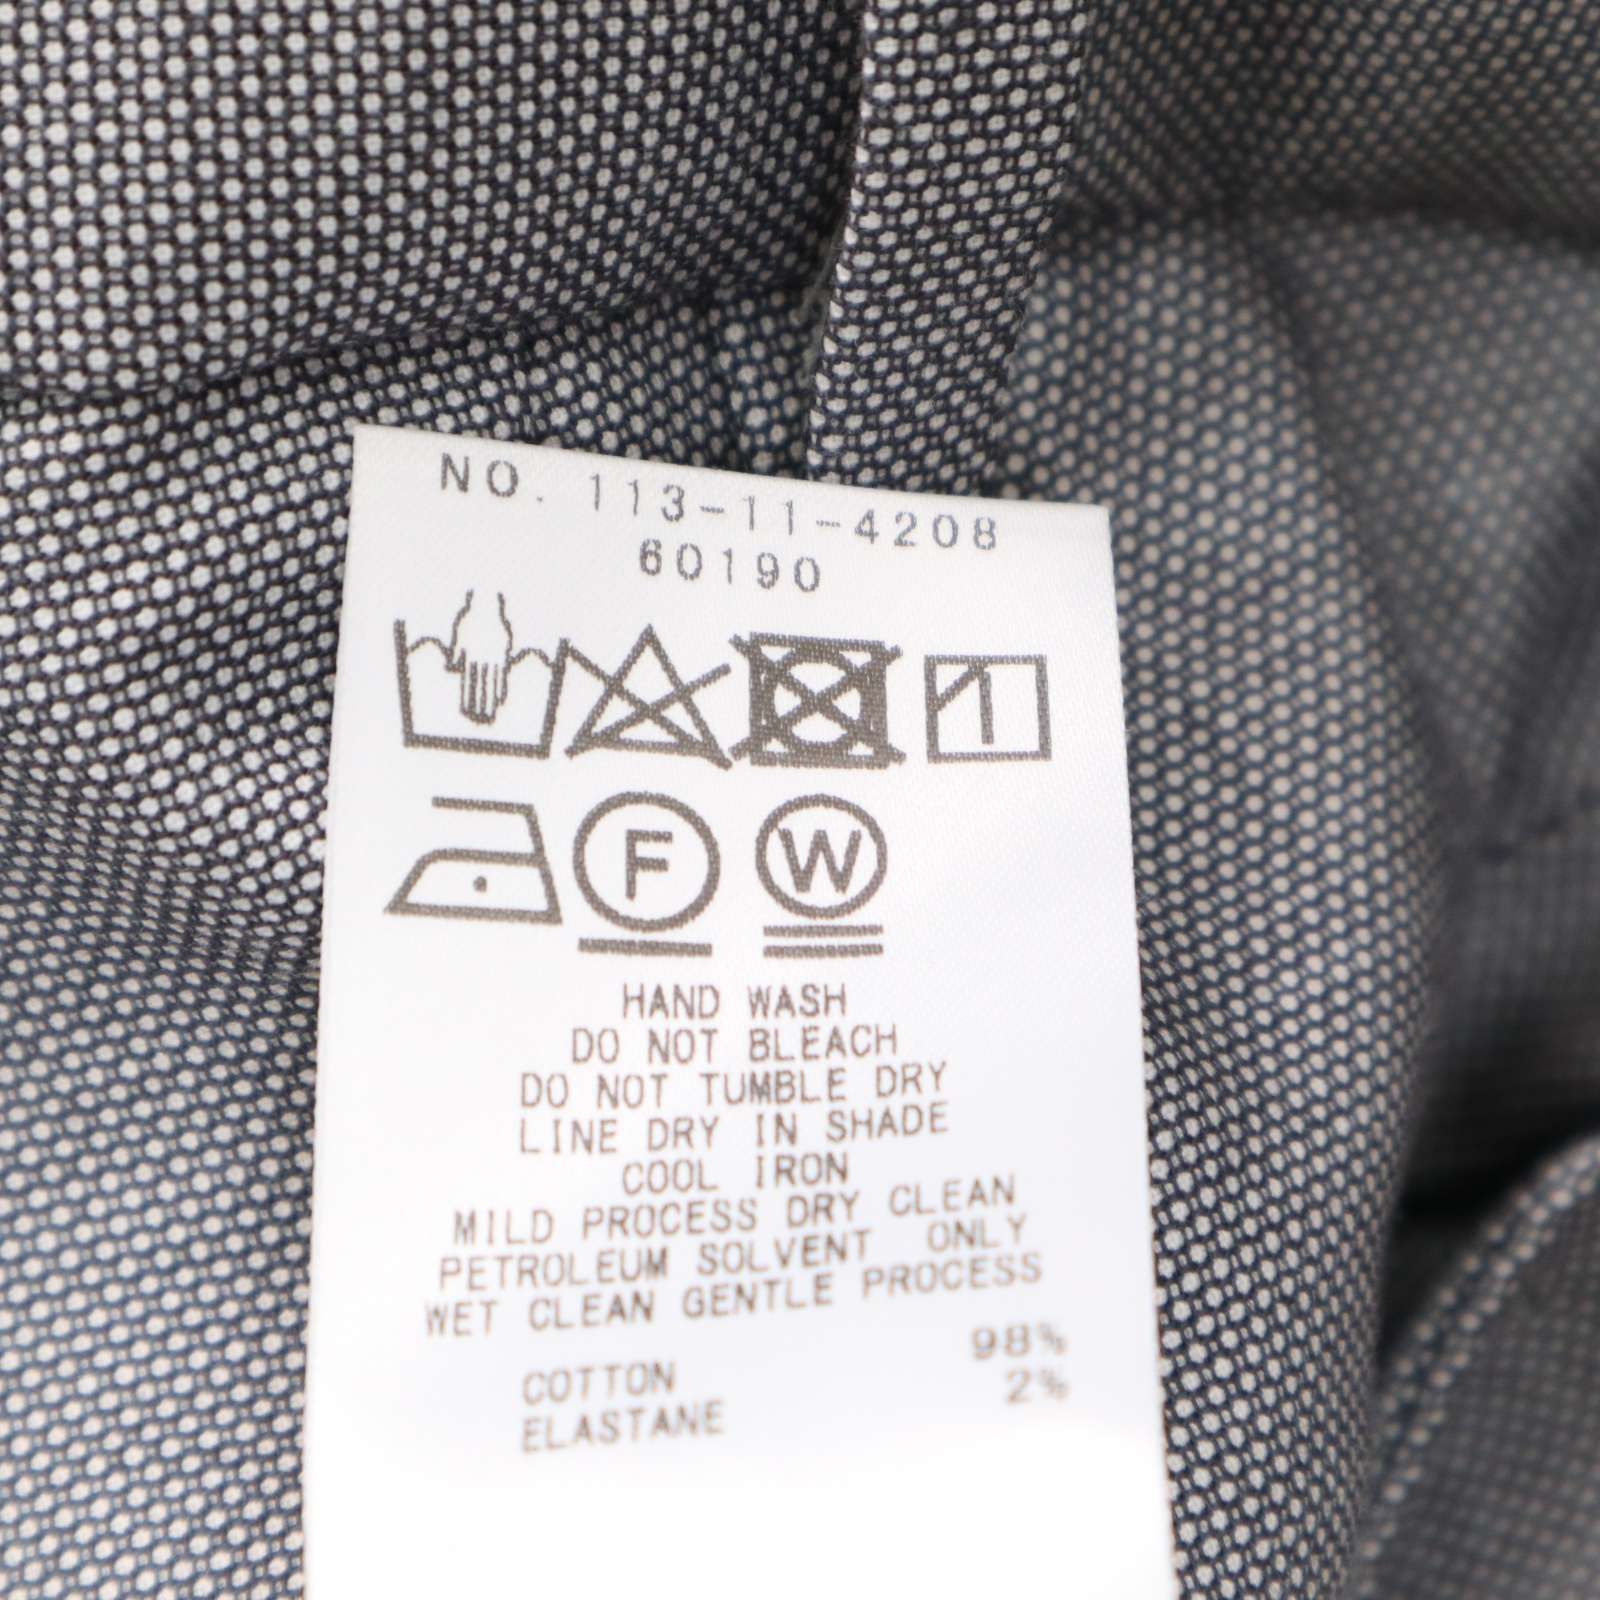 NO. 113-11-4208
60190
F W
HAND WASH
DO NOT BLEACH
DO NOT TUMBLE DRY
LINE DRY IN SHADE
COOL IRON
MILD PROCESS DRY CLEAN
PETROLEUM SOLVENT ONLY
WET CLEAN GENTLE PROCESS
COTTON 98%
ELASTANE 2%